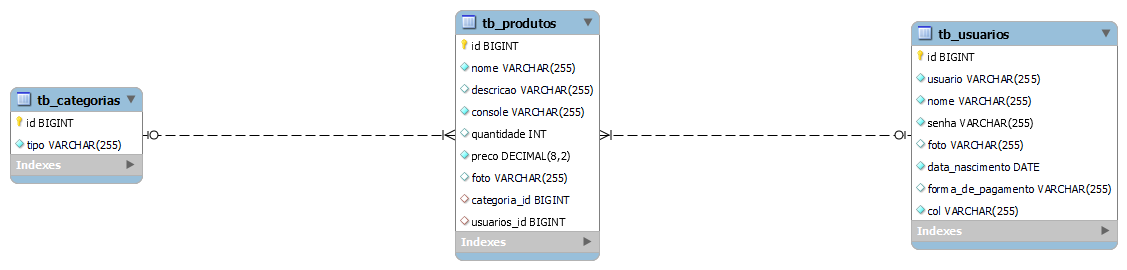 tb_categorias
id BIGINT
tipo VARCHAR(255)
Indexes
tb_produtos
id BIGINT
nome VARCHAR(255)
descricao VARCHAR(255)
console VARCHAR(255)
quantidade INT
preco DECIMAL(8,2)
foto VARCHAR(255)
categoria_id BIGINT
usuarios_id BIGINT
Indexes
tb_usuarios
id BIGINT
usuario VARCHAR(255)
nome VARCHAR(255)
senha VARCHAR(255)
foto VARCHAR(255)
data_nascimento DATE
forma_de_pagamento VARCHAR(255)
col VARCHAR(255)
Indexes